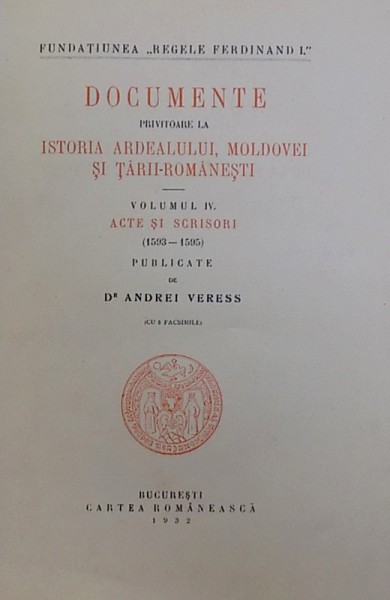 FUNDAȚIUNEA „REGELE FERDINAND I.”
DOCUMENTE
PRIVITOARE LA
ISTORIA ARDEALULUI, MOLDOVEI
ȘI ȚĂRII-ROMÂNEȘTI
VOLUMUL IV.
ACTE ȘI SCRISORI
(1593—1595)
PUBLICATE
DE
DR ANDREI VERESS
(CU 8 FACSIMILE)
BUCUREȘTI
CARTEA ROMÂNEASCĂ
1932